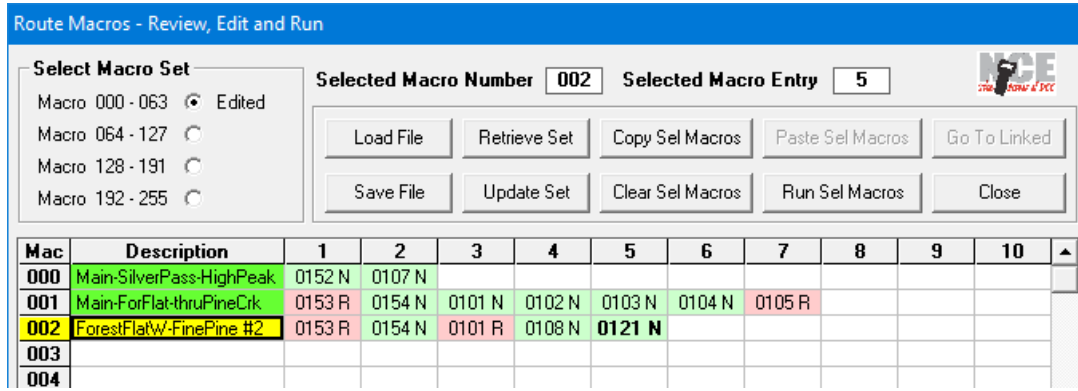 Route Macros - Review, Edit and Run
Select Macro Set
Macro 000 - 063 Edited
Macro 064 - 127
Macro 128 - 191
Macro 192 - 255
Selected Macro Number 002 Selected Macro Entry 5
NCE
Load File Retrieve Set Copy Sel Macros Paste Sel Macros Go To Linked
Save File Update Set Clear Sel Macros Run Sel Macros Close
Mac Description 1 2 3 4 5 6 7 8 9 10
000 Main-SilverPass-HighPeak 0152 N 0107 N
001 Main-ForFlat-thruPineCrk 0153 R 0154 N 0101 N 0102 N 0103 N 0104 N 0105 R
002 ForestFlatW-FinePine #2 0153 R 0154 N 0101 R 0108 N 0121 N
003
004